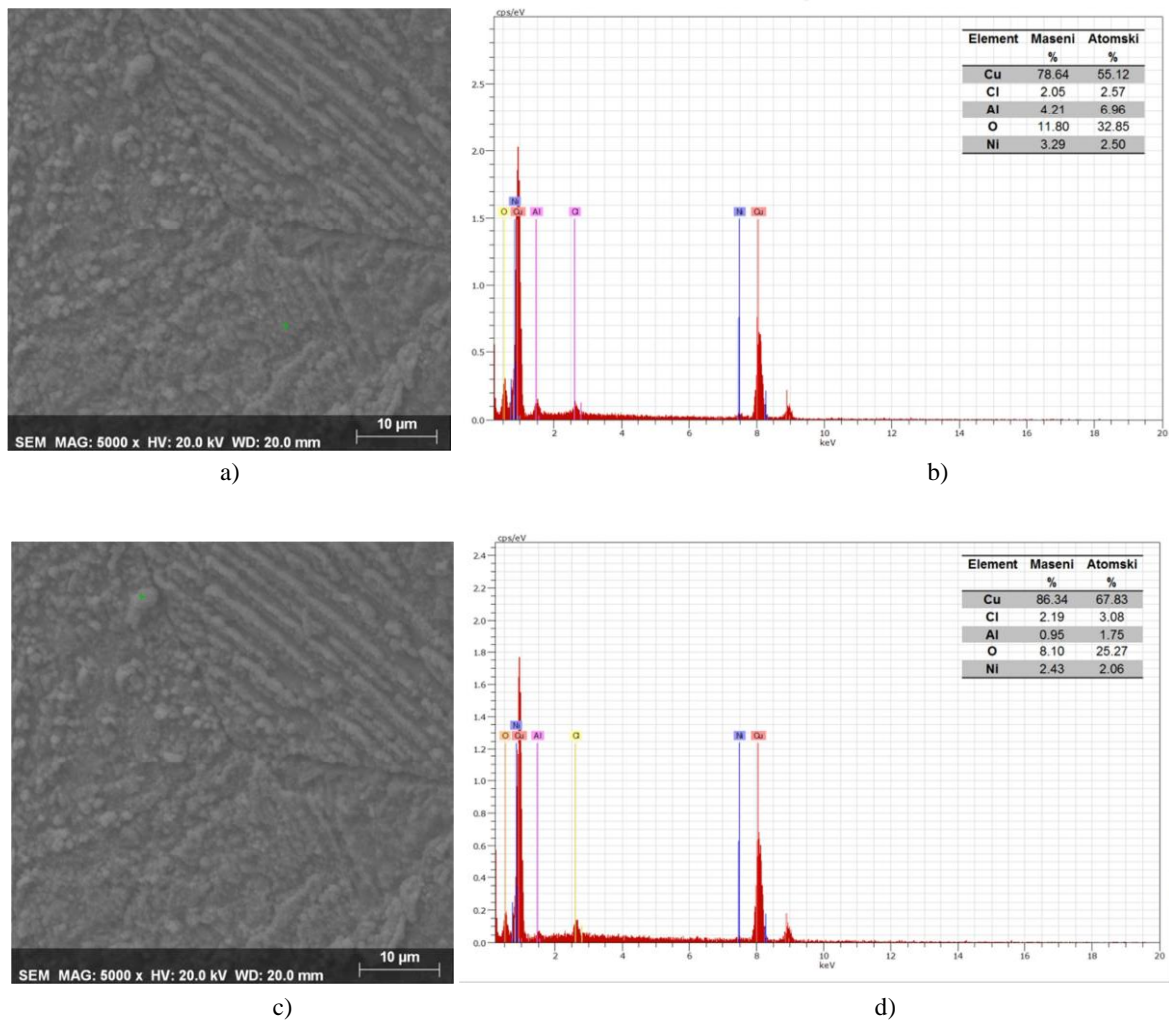 cps/eV
Element Maseni Atomski
% %
Cu 78.64 55.12
Cl 2.05 2.57
Al 4.21 6.96
O 11.80 32.85
Ni 3.29 2.50
2.5
2.0
1.5
1.0
0.5
0.0
Ni
O Cu Al Cl Ni Cu
2 4 6 8 10 12 14 16 18 20
keV
10 µm
SEM MAG: 5000 x HV: 20.0 kV WD: 20.0 mm
a) b)
cps/eV
Element Maseni Atomski
% %
Cu 86.34 67.83
Cl 2.19 3.08
Al 0.95 1.75
O 8.10 25.27
Ni 2.43 2.06
2.4
2.2
2.0
1.8
1.6
1.4
1.2
1.0
0.8
0.6
0.4
0.2
0.0
Ni
O Cu Al Cl Ni Cu
2 4 6 8 10 12 14 16 18 20
keV
10 µm
SEM MAG: 5000 x HV: 20.0 kV WD: 20.0 mm
c) d)